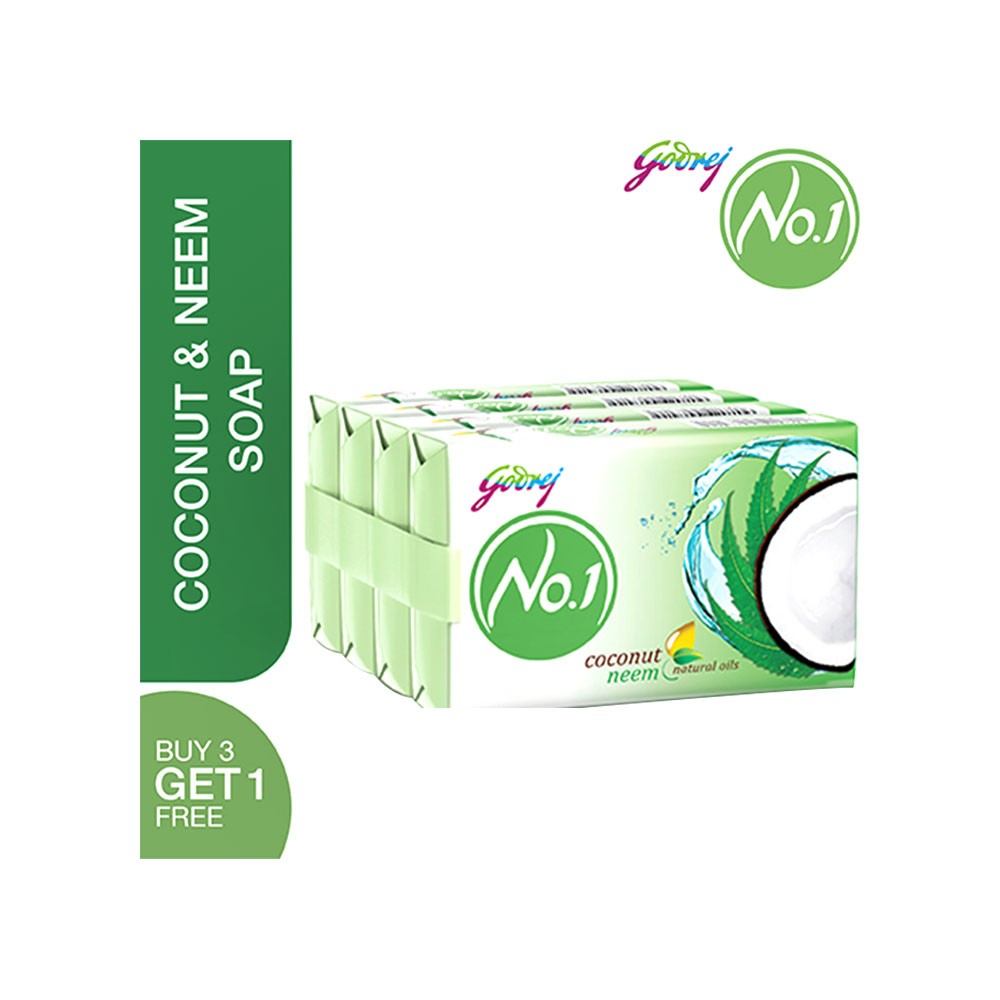 COCONUT & NEEM
SOAP
BUY 3
GET 1
FREE
Godrej
No.1
Godrej
No.1
coconut
neem
natural oils